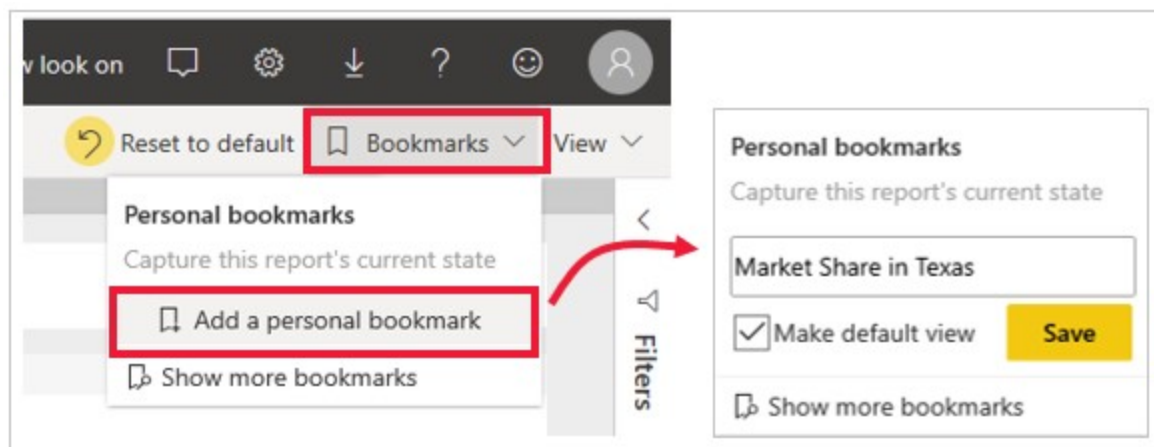 w look on ?
Reset to default Bookmarks View
Personal bookmarks
Capture this report's current state
Add a personal bookmark
Show more bookmarks
Filters
Personal bookmarks
Capture this report's current state
Market Share in Texas
Make default view Save
Show more bookmarks